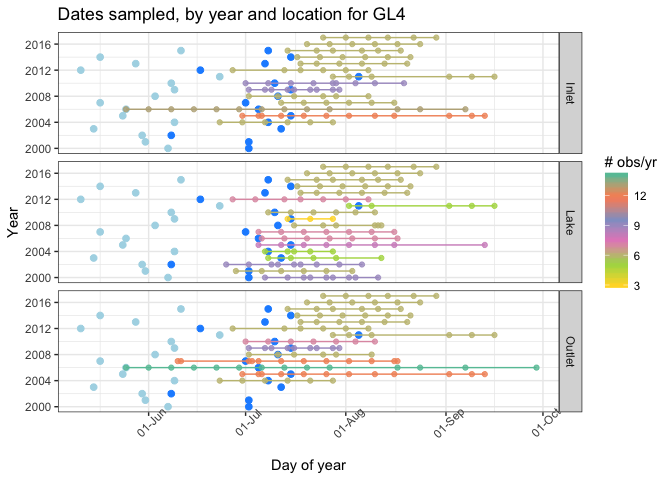 Dates sampled, by year and location for GL4
Year
2016
2012
2008
2004
2000
Inlet
2016
2012
2008
2004
2000
Lake
2016
2012
2008
2004
2000
Outlet
01-Jun
01-Jul
01-Aug
01-Sep
01-Oct
Day of year
# obs/yr
12
9
6
3